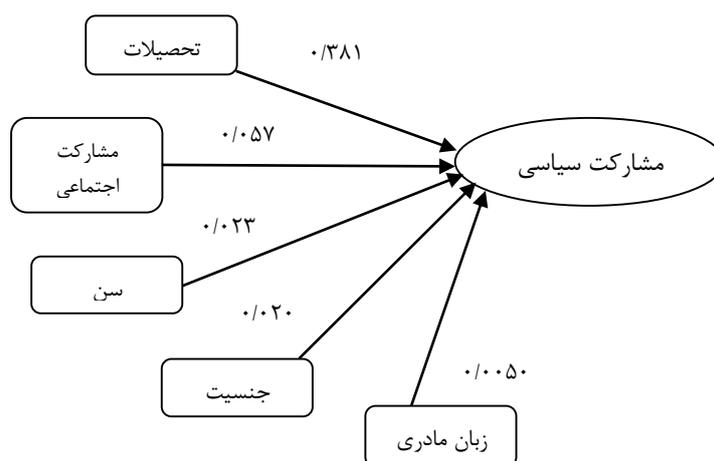 تحصیلات
۰/۳۸۱
مشارکت
اجتماعی
۰/۰۵۷
مشارکت سیاسی
۰/۰۲۳
سن
۰/۰۲۰
جنسیت
۰/۰۰۵۰
زبان مادری